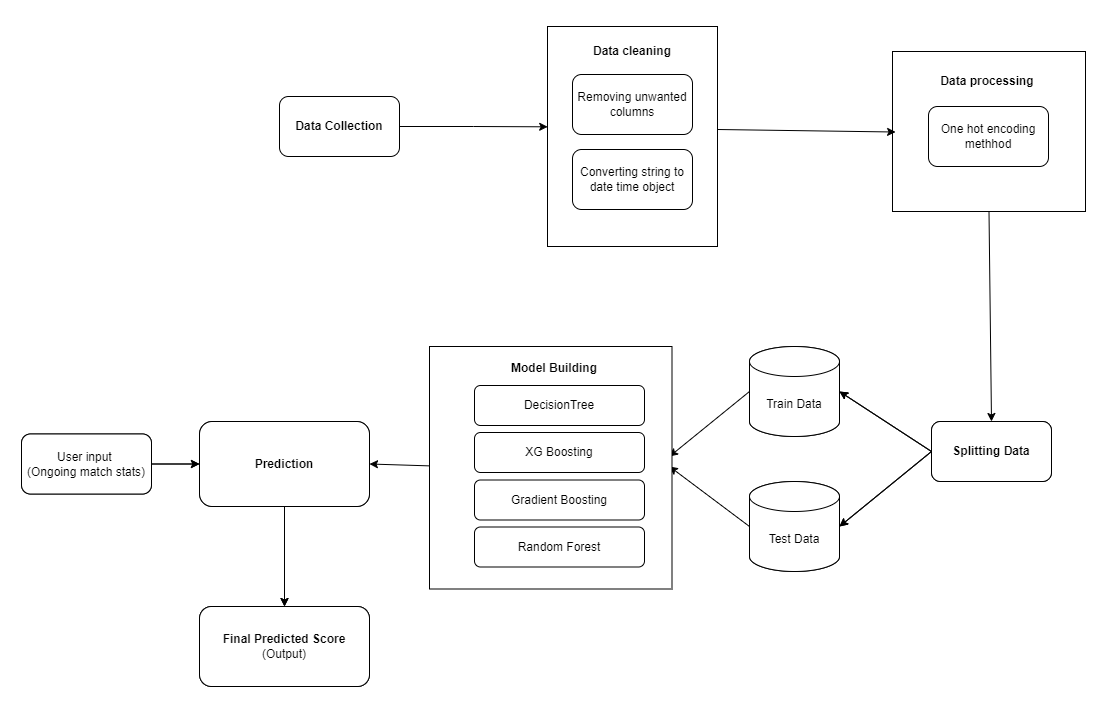 Data cleaning
Removing unwanted
columns
Converting string to
date time object
Data Collection
Data processing
One hot encoding
methhod
Model Building
DecisionTree
XG Boosting
Gradient Boosting
Random Forest
Train Data
Test Data
Splitting Data
User input
(Ongoing match stats)
Prediction
Final Predicted Score
(Output)